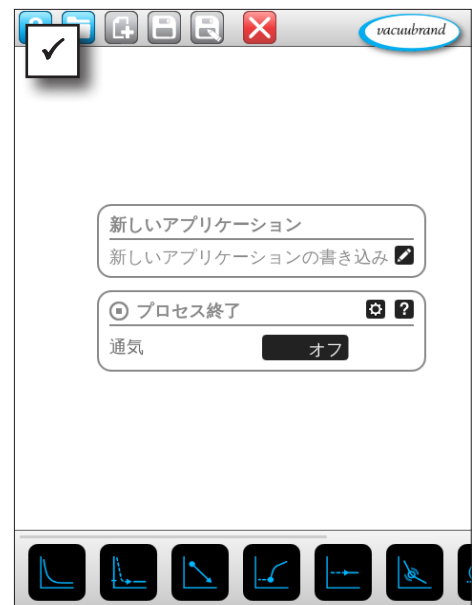 vacuubrand
新しいアプリケーション
新しいアプリケーションの書き込み
プロセス終了 ?
通気 オフ